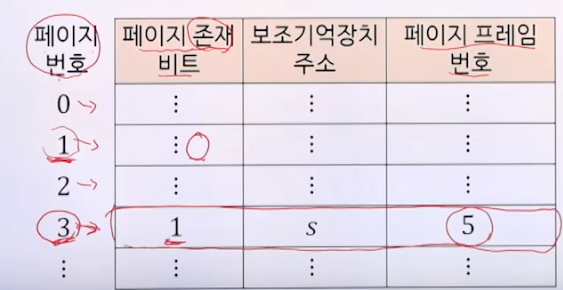 페이지 번호 페이지 존재 비트 보조기억장치 주소 페이지 프레임 번호
0 ⋮ ⋮ ⋮
1 ⋮ ⋮ ⋮
2 ⋮ ⋮ ⋮
3 1 s 5
⋮ ⋮ ⋮ ⋮